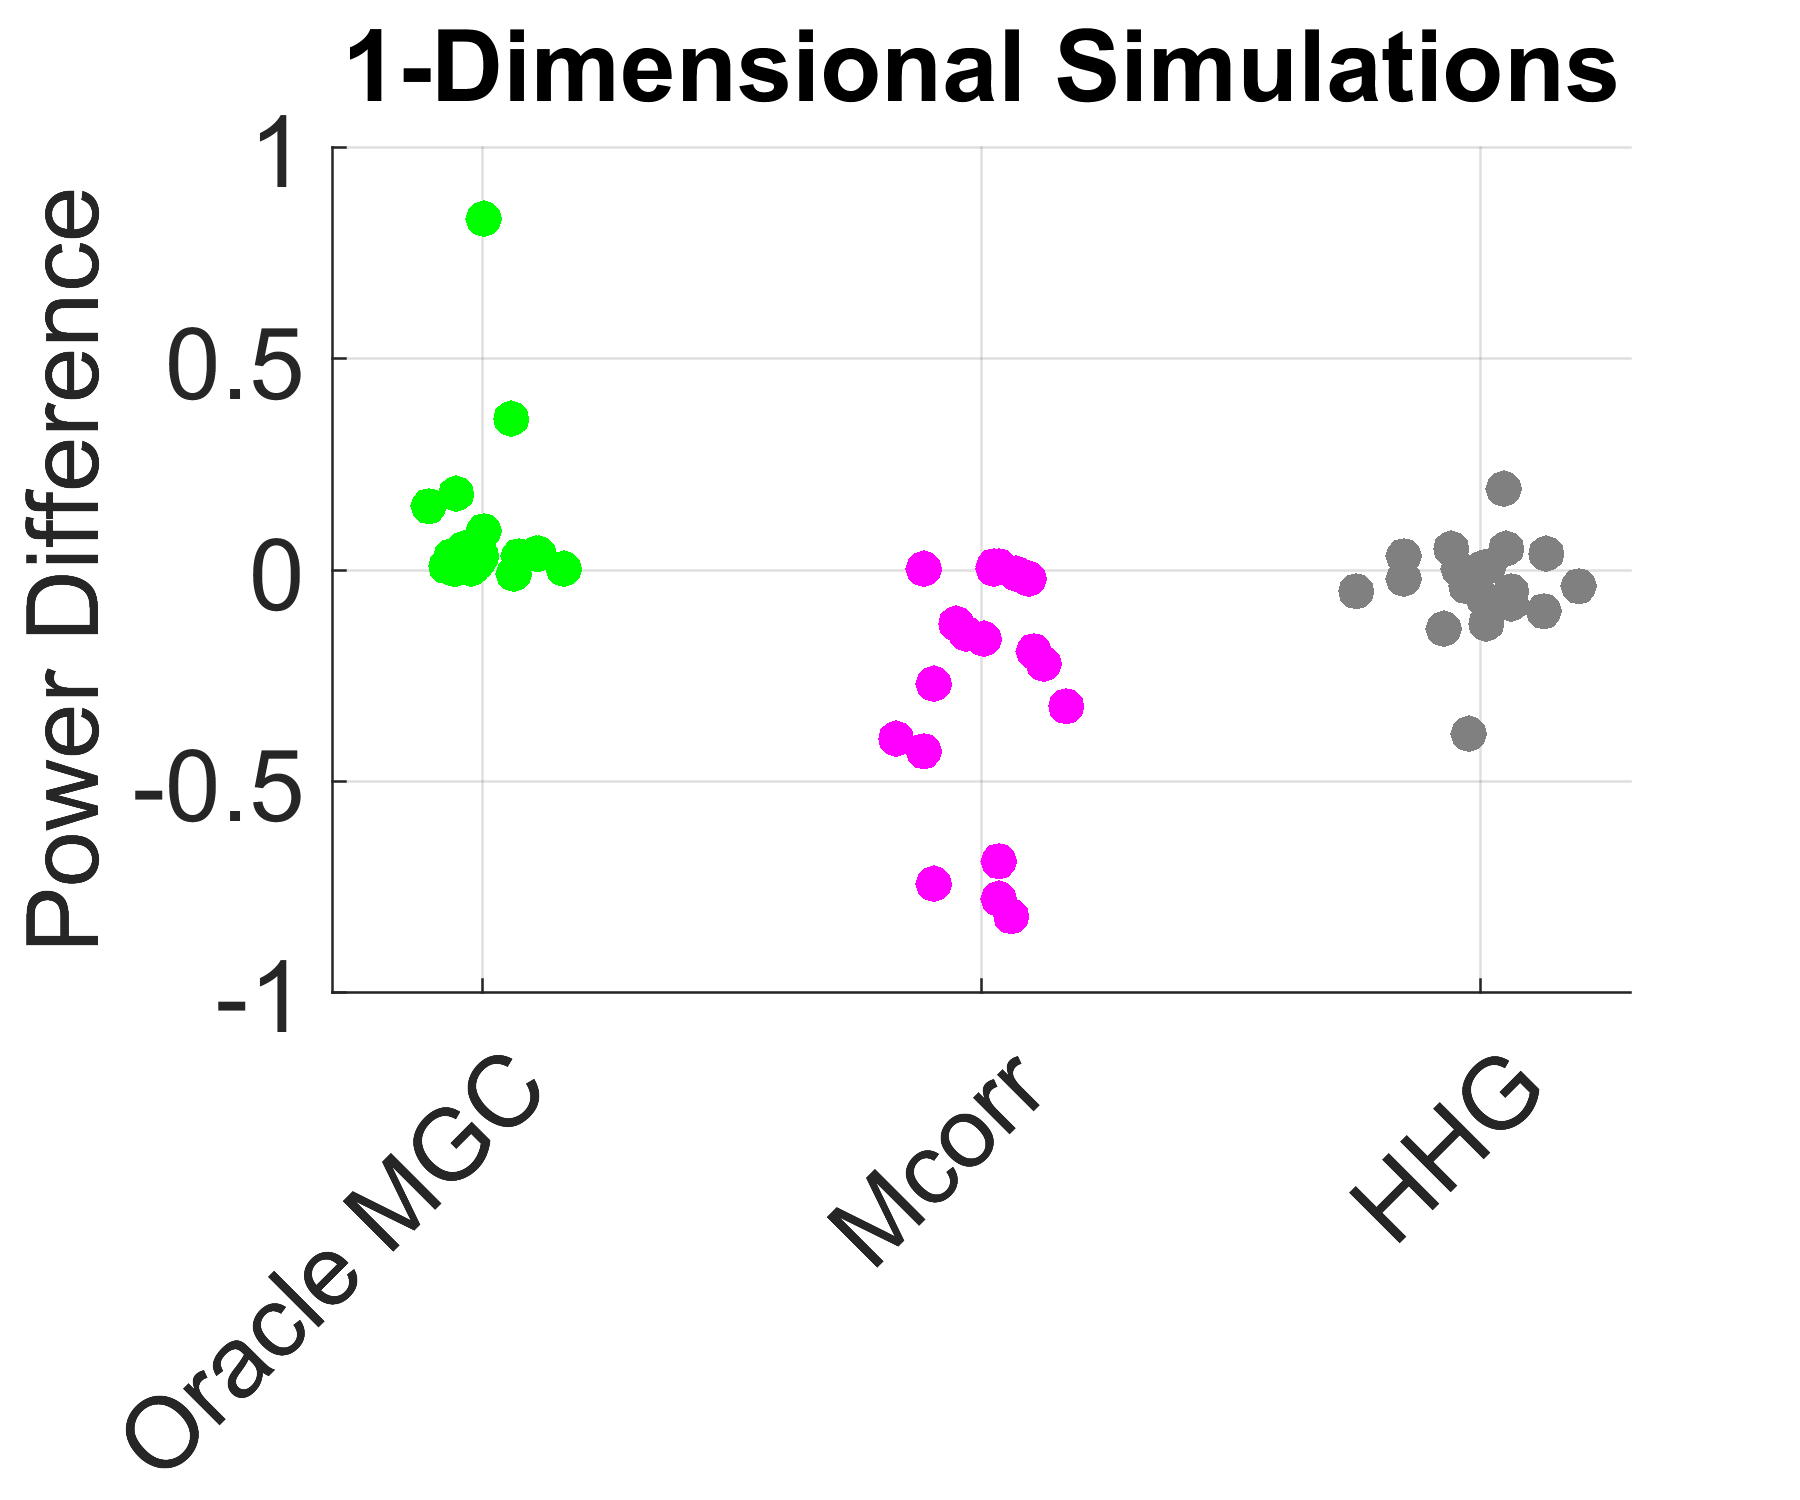 1-Dimensional Simulations
Power Difference
1
0.5
0
-0.5
-1
Oracle MGC
Mcorr
HHG